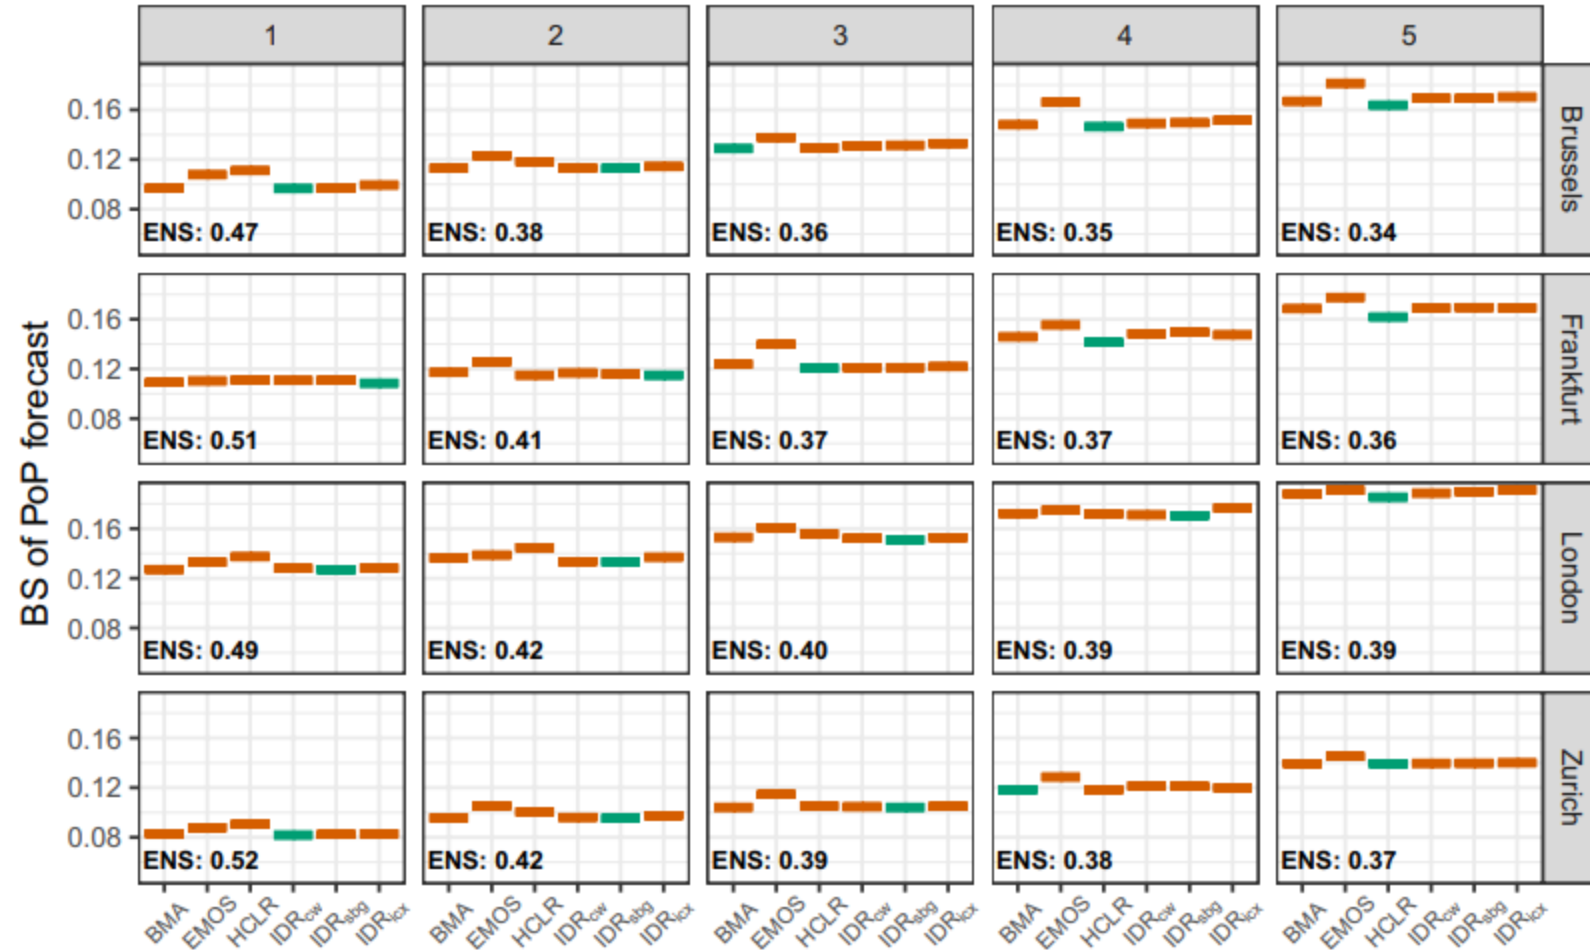 1 2 3 4 5
BS of PoP forecast
0.16
0.12
0.08
ENS: 0.47 ENS: 0.38 ENS: 0.36 ENS: 0.35 ENS: 0.34
Brussels
0.16
0.12
0.08
ENS: 0.51 ENS: 0.41 ENS: 0.37 ENS: 0.37 ENS: 0.36
Frankfurt
0.16
0.12
0.08
ENS: 0.49 ENS: 0.42 ENS: 0.40 ENS: 0.39 ENS: 0.39
London
0.16
0.12
0.08
ENS: 0.52 ENS: 0.42 ENS: 0.39 ENS: 0.38 ENS: 0.37
Zurich
BMA EMOS HCLR IDRcw IDRsbg IDRicx BMA EMOS HCLR IDRcw IDRsbg IDRicx BMA EMOS HCLR IDRcw IDRsbg IDRicx BMA EMOS HCLR IDRcw IDRsbg IDRicx BMA EMOS HCLR IDRcw IDRsbg IDRicx